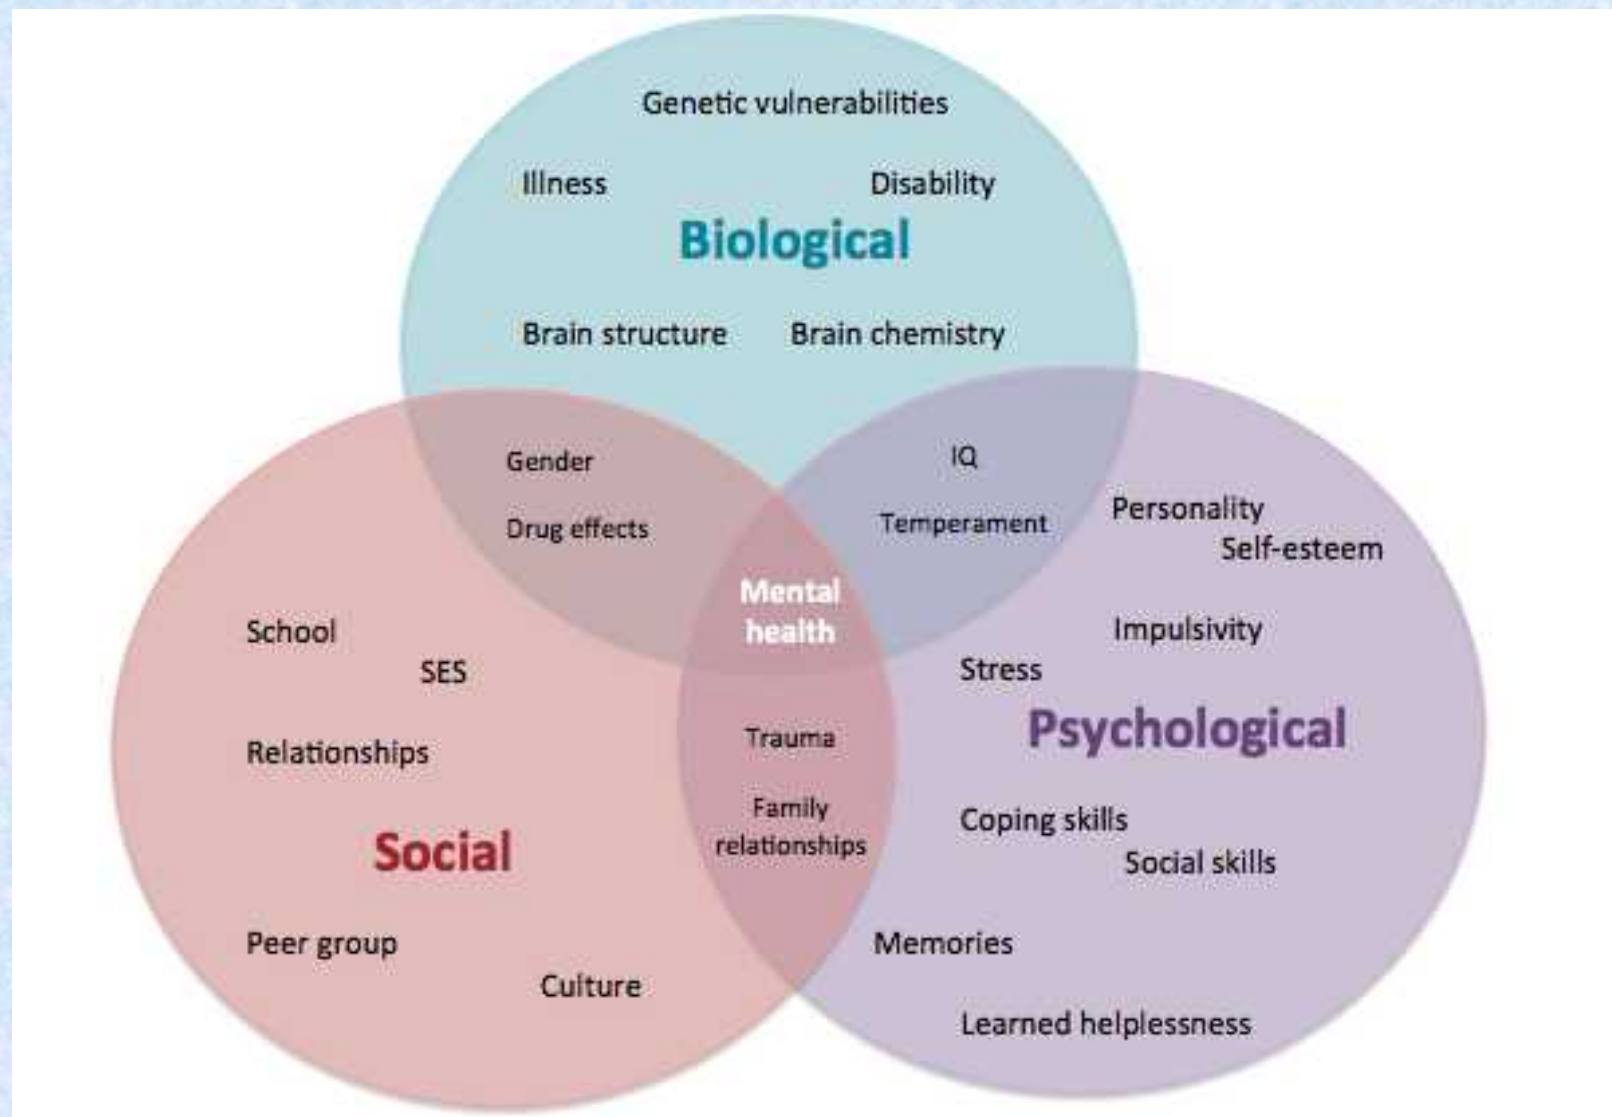 Genetic vulnerabilities
Illness
Disability
Biological
Brain structure
Brain chemistry
Gender
IQ
Drug effects
Temperament
Personality
Self-esteem
Mental
health
School
Impulsivity
SES
Stress
Psychological
Relationships
Trauma
Family
relationships
Coping skills
Social
Social skills
Peer group
Memories
Culture
Learned helplessness